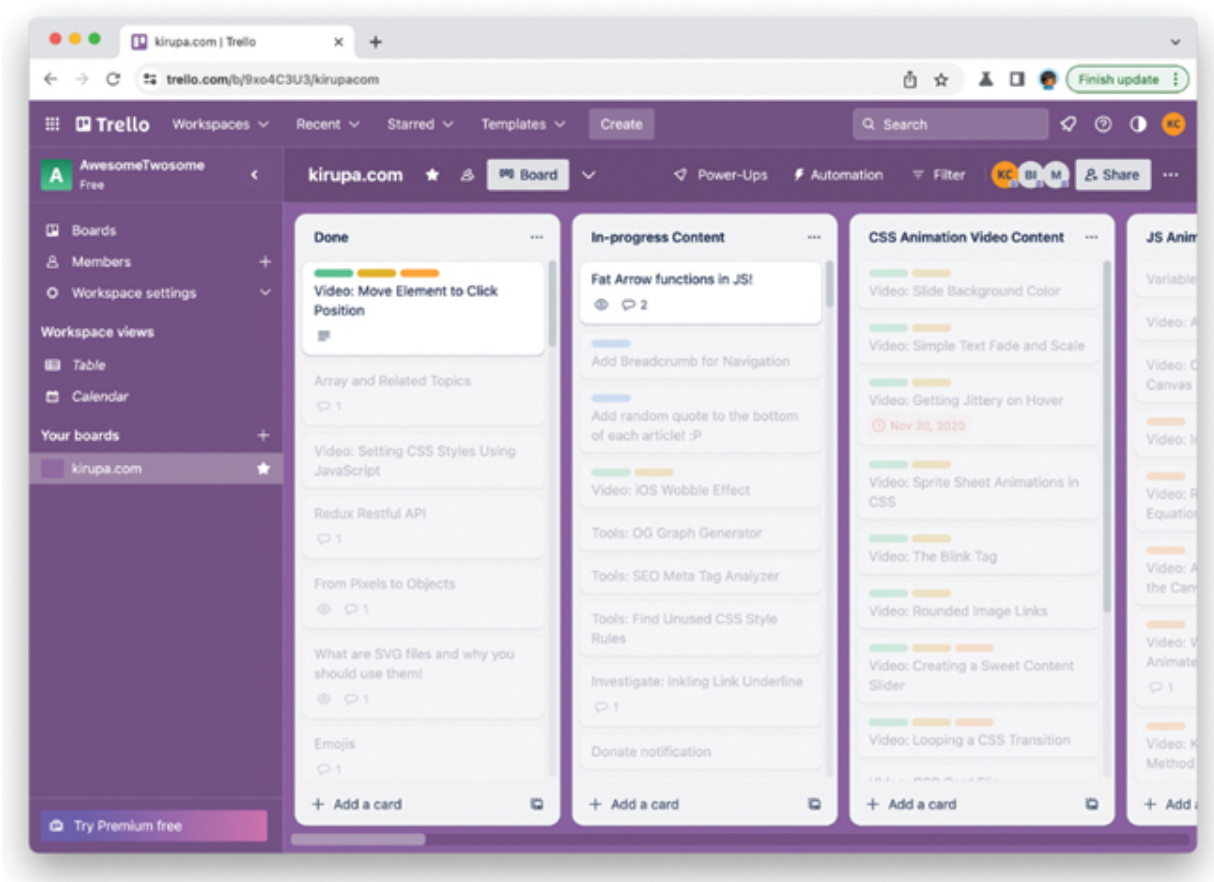 kirupa.com | Trello
trello.com/b/9xo4C3U3/kirupacom
Finish update
Trello
Workspaces
Recent
Starred
Templates
Create
Search
KC
A
AwesomeTwosome
Free
kirupa.com
Board
Power-Ups
Automation
Filter
KC
BI
M
Share
Boards
Members
Workspace settings
Workspace views
Table
Calendar
Your boards
kirupa.com
Try Premium free
Done
Video: Move Element to Click
Position
Array and Related Topics
1
Video: Setting CSS Styles Using
JavaScript
Redux Restful API
1
From Pixels to Objects
1
What are SVG files and why you
should use them!
1
Emojis
1
+ Add a card
In-progress Content
Fat Arrow functions in JS!
2
Add Breadcrumb for Navigation
Add random quote to the bottom
of each article! :P
Video: iOS Wobble Effect
Tools: OG Graph Generator
Tools: SEO Meta Tag Analyzer
Tools: Find Unused CSS Style
Rules
Investigate: Inkling Link Underline
1
Donate notification
+ Add a card
CSS Animation Video Content
Video: Slide Background Color
Video: Simple Text Fade and Scale
Video: Getting Jittery on Hover
Nov 30, 2020
Video: Sprite Sheet Animations in
CSS
Video: The Blink Tag
Video: Rounded Image Links
Video: Creating a Sweet Content
Slider
Video: Looping a CSS Transition
+ Add a card
JS Anim
Variable
Video: A
Video: C
Canvas
Video: I
Video: R
Equation
Video: A
the Can
Video: W
Animate
1
Video: K
Method
+ Add